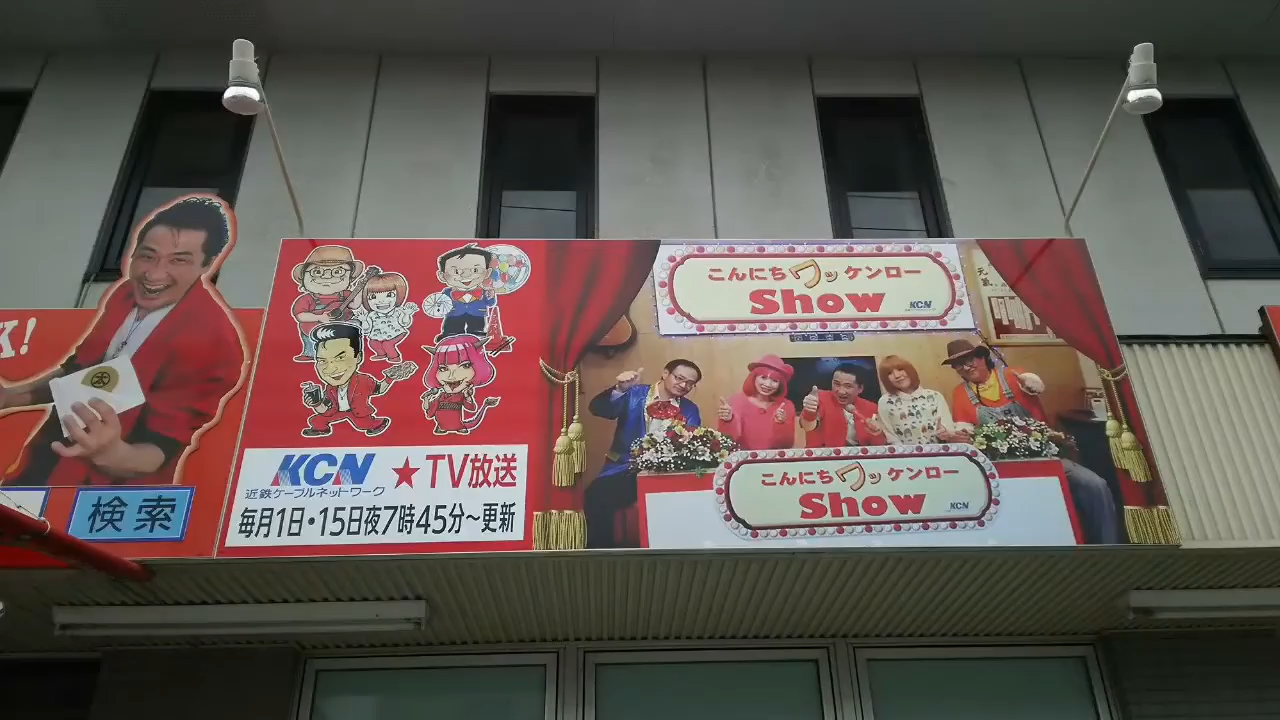 K!
検索
KCN ★TV放送
近鉄ケーブルネットワーク
毎月1日・15日夜7時45分～更新
こんにちワッケンロー
Show
KCN
元気
こんにちワッケンロー
Show
KCN